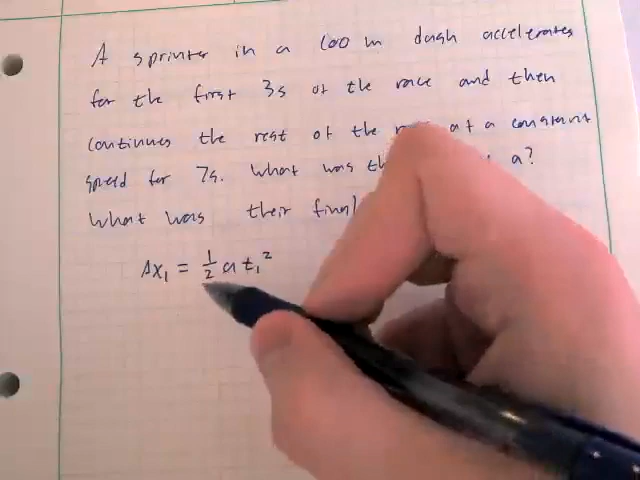 A sprinter in a 100 m dash accelerates
for the first 3s of the race and then
continues the rest of the at a constant
speed for 7s. What was a?
What was their final
Δx₁ = ½ a t₁²